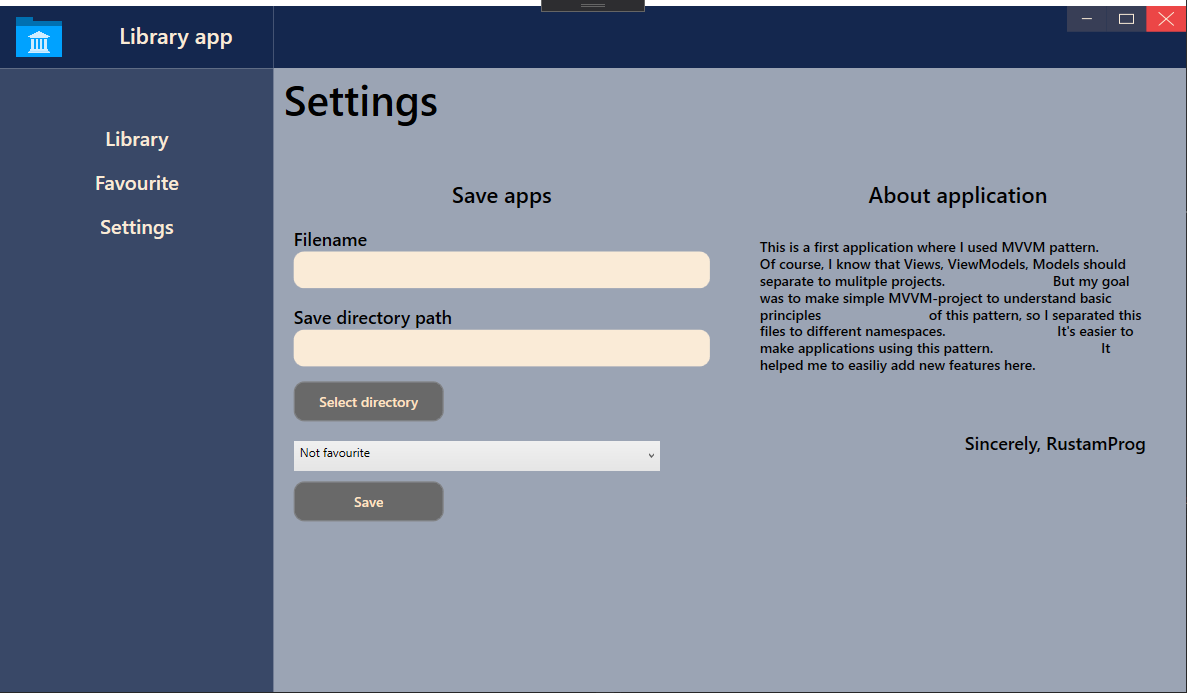 Library app
Library
Favourite
Settings
Settings
Save apps
Filename
Save directory path
Select directory
Not favourite
Save
About application
This is a first application where I used MVVM pattern.
Of course, I know that Views, ViewModels, Models should
separate to mulitple projects. But my goal
was to make simple MVVM-project to understand basic
principles of this pattern, so I separated this
files to different namespaces. It's easier to
make applications using this pattern. It
helped me to easiliy add new features here.
Sincerely, RustamProg